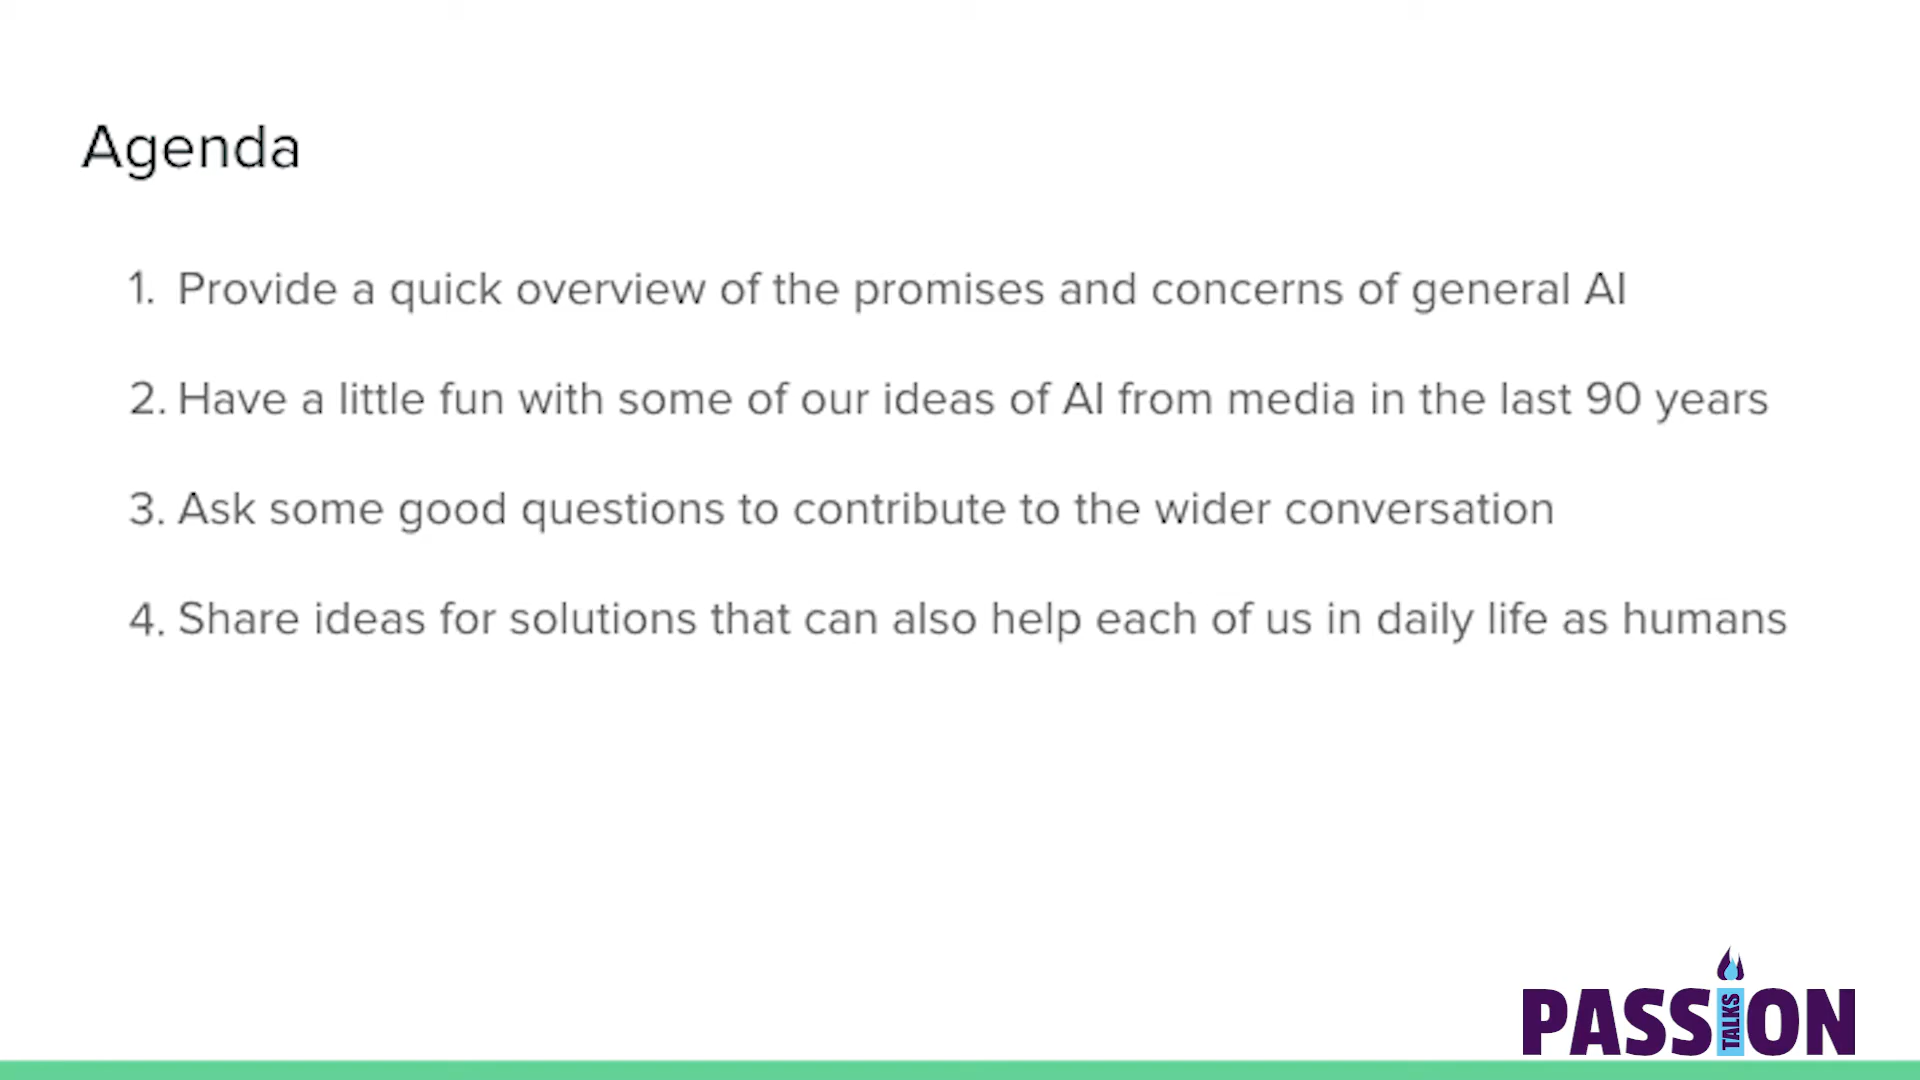 Agenda
1. Provide a quick overview of the promises and concerns of general AI
2. Have a little fun with some of our ideas of AI from media in the last 90 years
3. Ask some good questions to contribute to the wider conversation
4. Share ideas for solutions that can also help each of us in daily life as humans
PASSION
TALKS